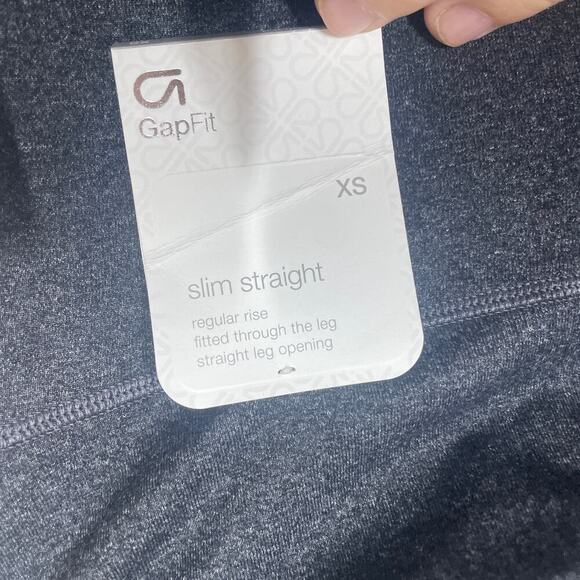 GapFit
XS
slim straight
regular rise
fitted through the leg
straight leg opening